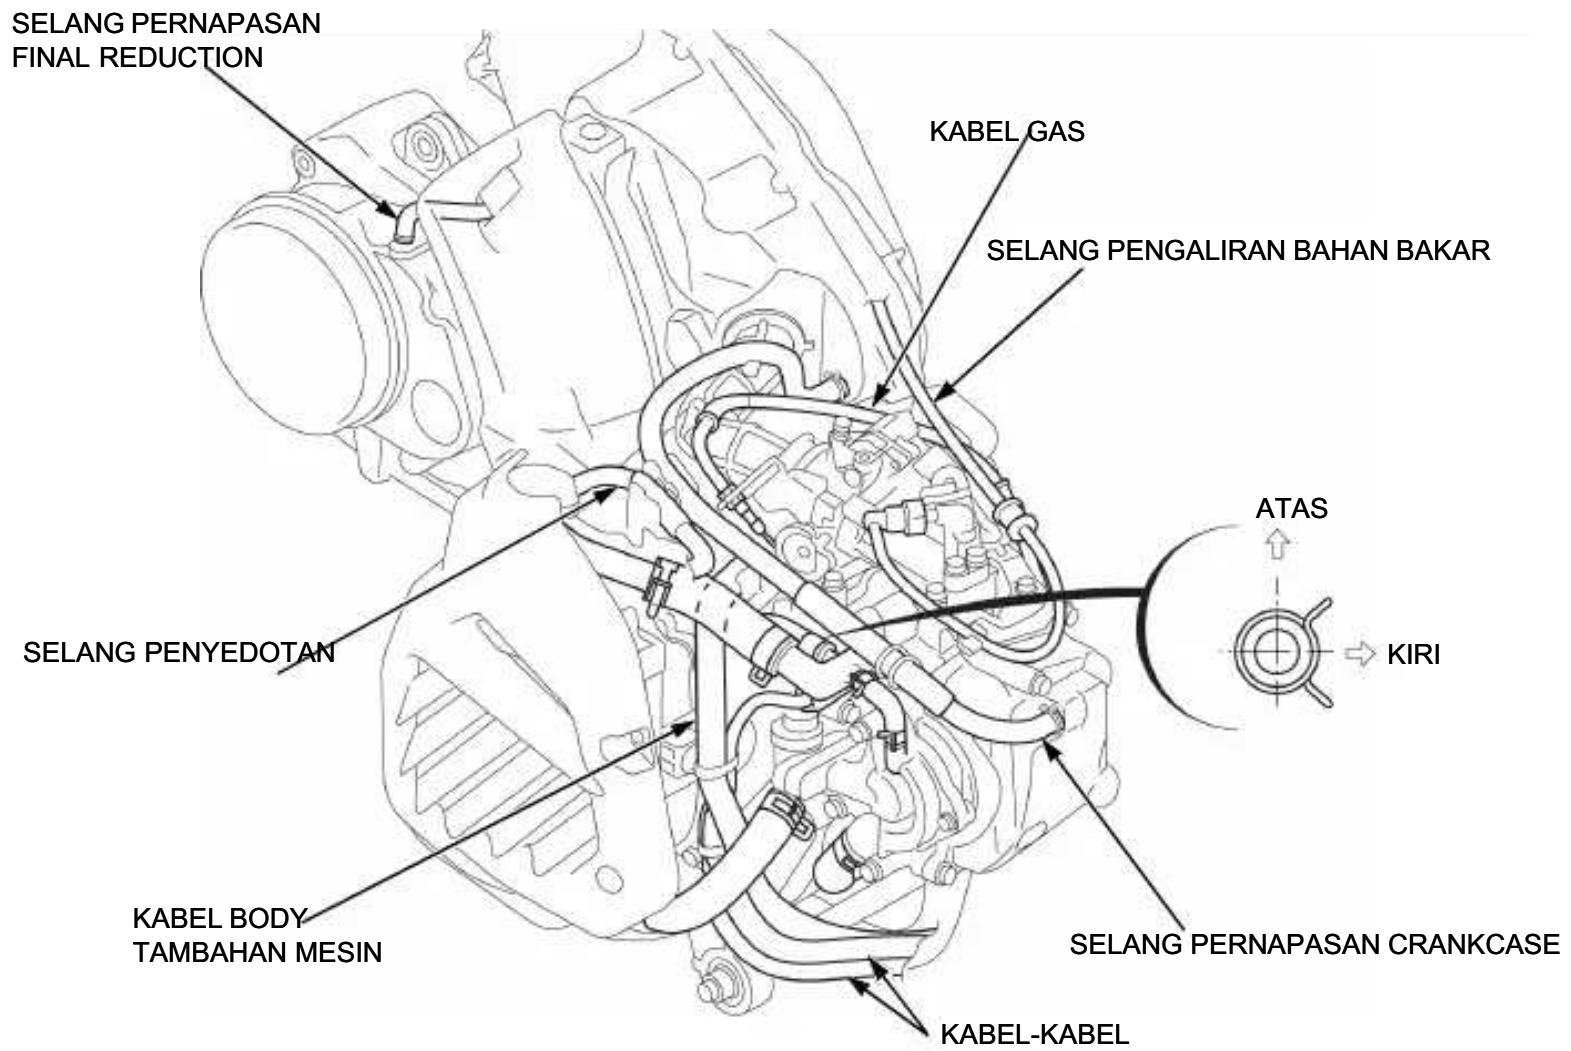 SELANG PERNAPASAN
FINAL REDUCTION
KABEL GAS
SELANG PENGALIRAN BAHAN BAKAR
ATAS
KIRI
SELANG PENYEDOTAN
KABEL BODY
TAMBAHAN MESIN
SELANG PERNAPASAN CRANKCASE
KABEL-KABEL